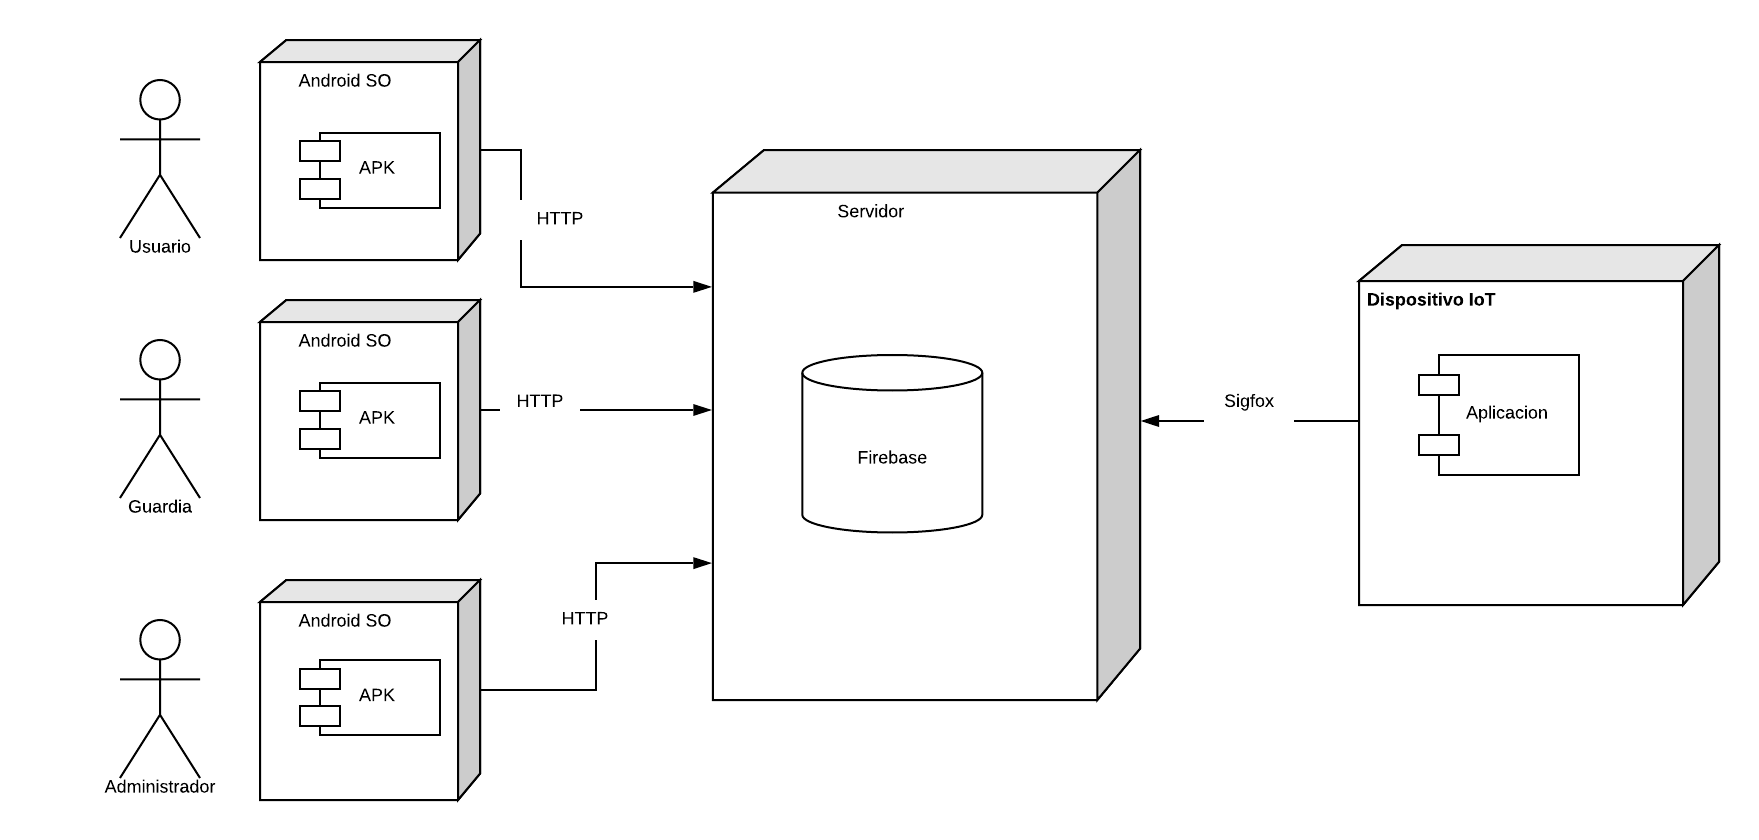 Android SO
APK
Usuario
HTTP
Android SO
APK
Guardia
HTTP
Android SO
APK
Administrador
HTTP
Servidor
Firebase
Sigfox
Dispositivo IoT
Aplicacion